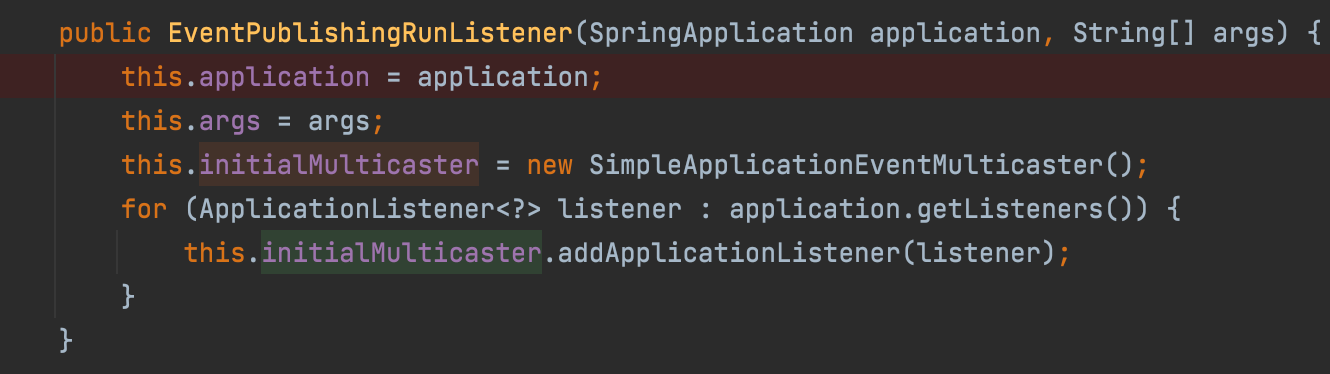 public EventPublishingRunListener(SpringApplication application, String[] args) {
this.application = application;
this.args = args;
this.initialMulticaster = new SimpleApplicationEventMulticaster();
for (ApplicationListener<?> listener : application.getListeners()) {
this.initialMulticaster.addApplicationListener(listener);
}
}